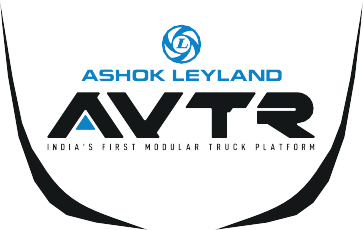 L
ASHOK LEYLAND
AVTR
INDIA'S FIRST MODULAR TRUCK PLATFORM